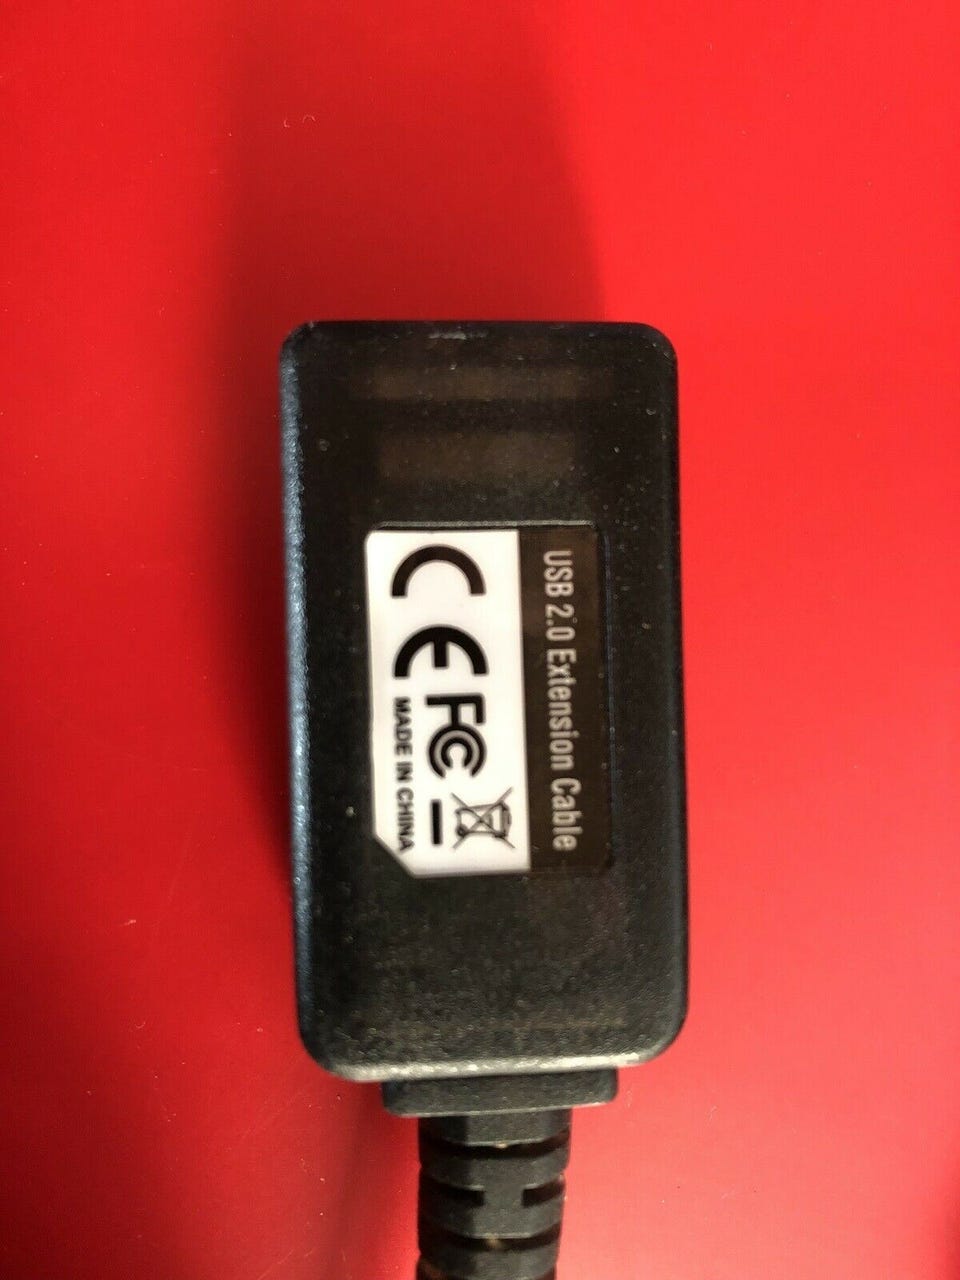 USB 2.0 Extension Cable
CE FC
MADE IN CHINA